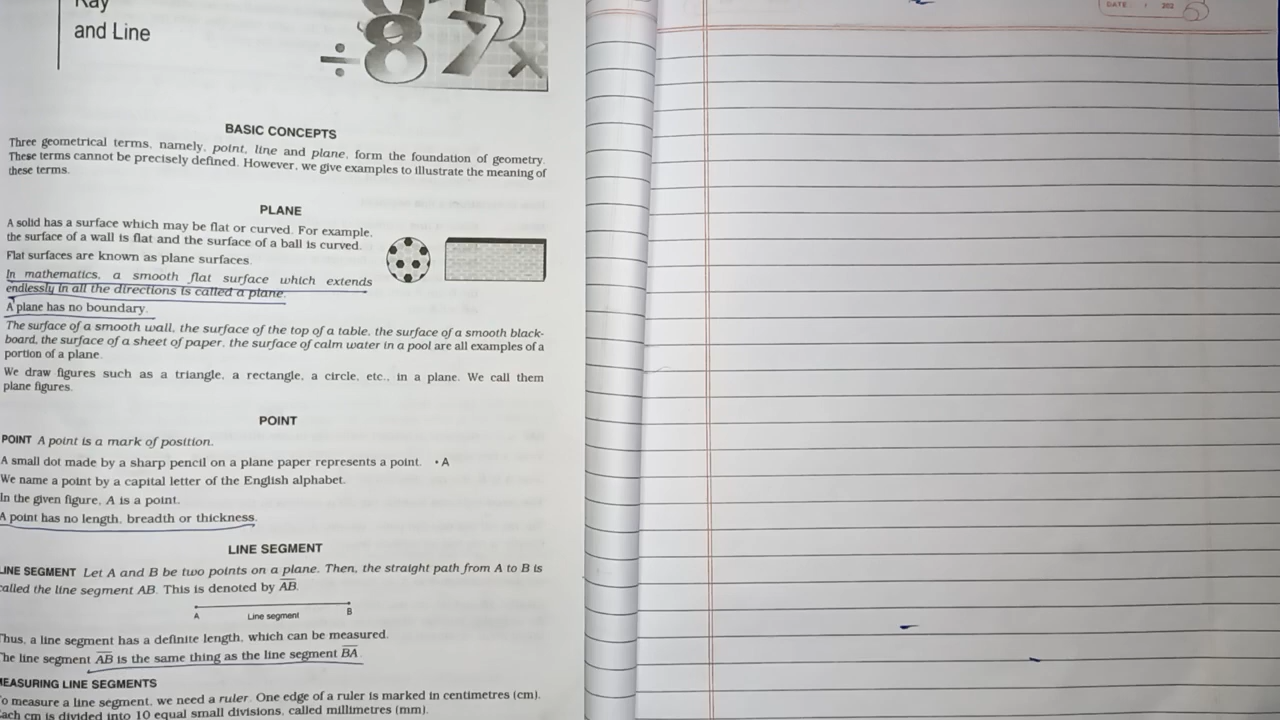 Ray
and Line
÷ 8 7 ×
DATE: / 202
BASIC CONCEPTS
Three geometrical terms, namely, point, line and plane, form the foundation of geometry.
These terms cannot be precisely defined. However, we give examples to illustrate the meaning of
these terms.
PLANE
A solid has a surface which may be flat or curved. For example,
the surface of a wall is flat and the surface of a ball is curved.
Flat surfaces are known as plane surfaces.
In mathematics, a smooth flat surface which extends
endlessly in all the directions is called a plane.
A plane has no boundary.
The surface of a smooth wall, the surface of the top of a table, the surface of a smooth black-
board, the surface of a sheet of paper, the surface of calm water in a pool are all examples of a
portion of a plane.
We draw figures such as a triangle, a rectangle, a circle, etc., in a plane. We call them
plane figures.
POINT
POINT A point is a mark of position.
A small dot made by a sharp pencil on a plane paper represents a point. • A
We name a point by a capital letter of the English alphabet.
In the given figure, A is a point.
A point has no length, breadth or thickness.
LINE SEGMENT
LINE SEGMENT Let A and B be two points on a plane. Then, the straight path from A to B is
called the line segment AB. This is denoted by A̅B̅.
A Line segment B
Thus, a line segment has a definite length, which can be measured.
The line segment A̅B̅ is the same thing as the line segment B̅A̅.
MEASURING LINE SEGMENTS
To measure a line segment, we need a ruler. One edge of a ruler is marked in centimetres (cm).
Each cm is divided into 10 equal small divisions, called millimetres (mm).